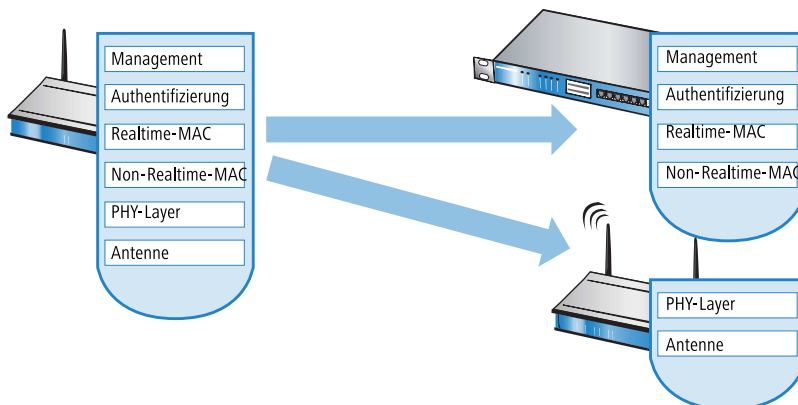 Management
Authentifizierung
Realtime-MAC
Non-Realtime-MAC
PHY-Layer
Antenne
Management
Authentifizierung
Realtime-MAC
Non-Realtime-MAC
PHY-Layer
Antenne